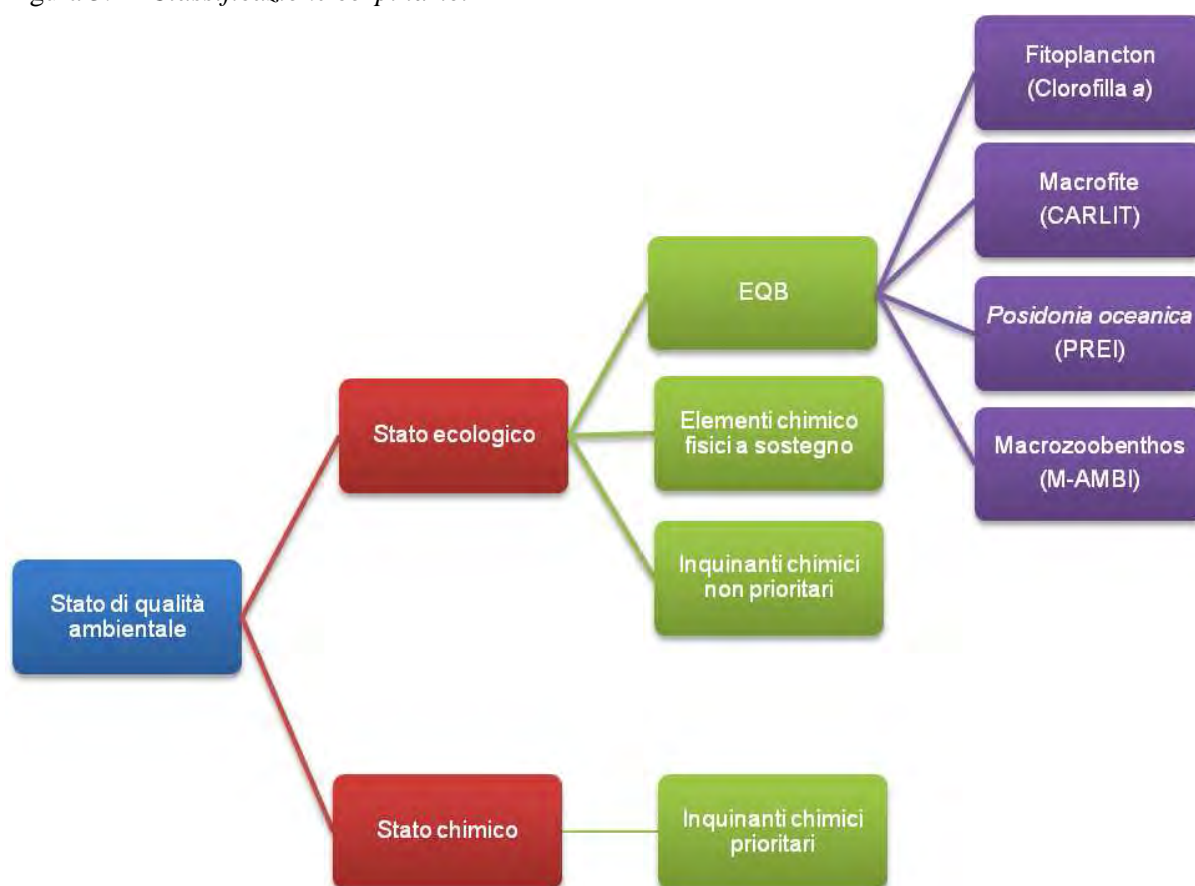 Fitoplancton
(Clorofilla a)
Macrofite
(CARLIT)
EQB
Posidonia oceanica
(PREI)
Stato ecologico
Elementi chimico
fisici a sostegno
Macrozoobenthos
(M-AMBI)
Inquinanti chimici
non prioritari
Stato di qualità
ambientale
Stato chimico
Inquinanti chimici
prioritari